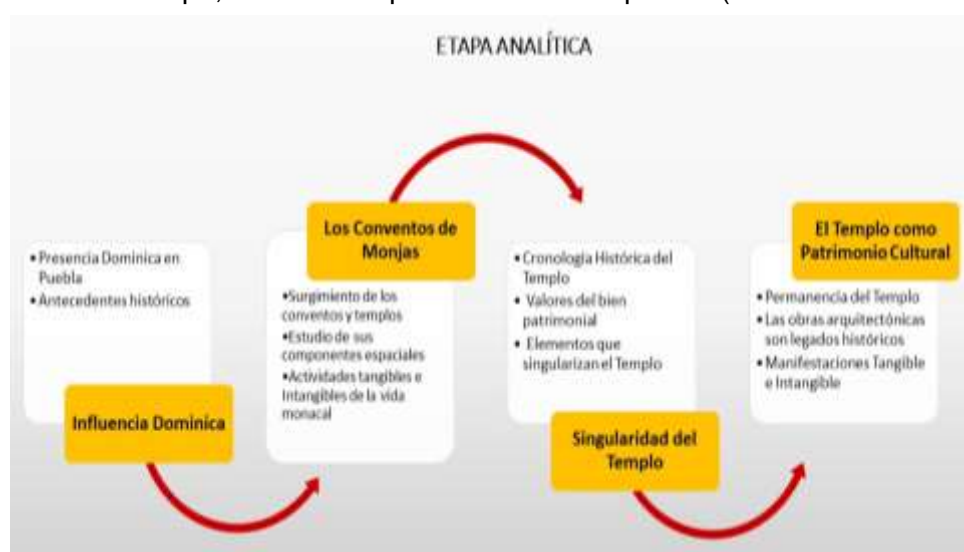 ETAPA ANALÍTICA
• Presencia Dominica en
Puebla
• Antecedentes históricos
Influencia Dominica
Los Conventos de
Monjas
•Surgimiento de los
conventos y templos
•Estudio de sus
componentes espaciales
•Actividades tangibles e
Intangibles de la vida
monacal
• Cronología Histórica del
Templo
• Valores del bien
patrimonial
• Elementos que
singularizan el Templo
Singularidad del
Templo
El Templo como
Patrimonio Cultural
• Permanencia del Templo
• Las obras arquitectónicas
son legados históricos
• Manifestaciones Tangible
e Intangible